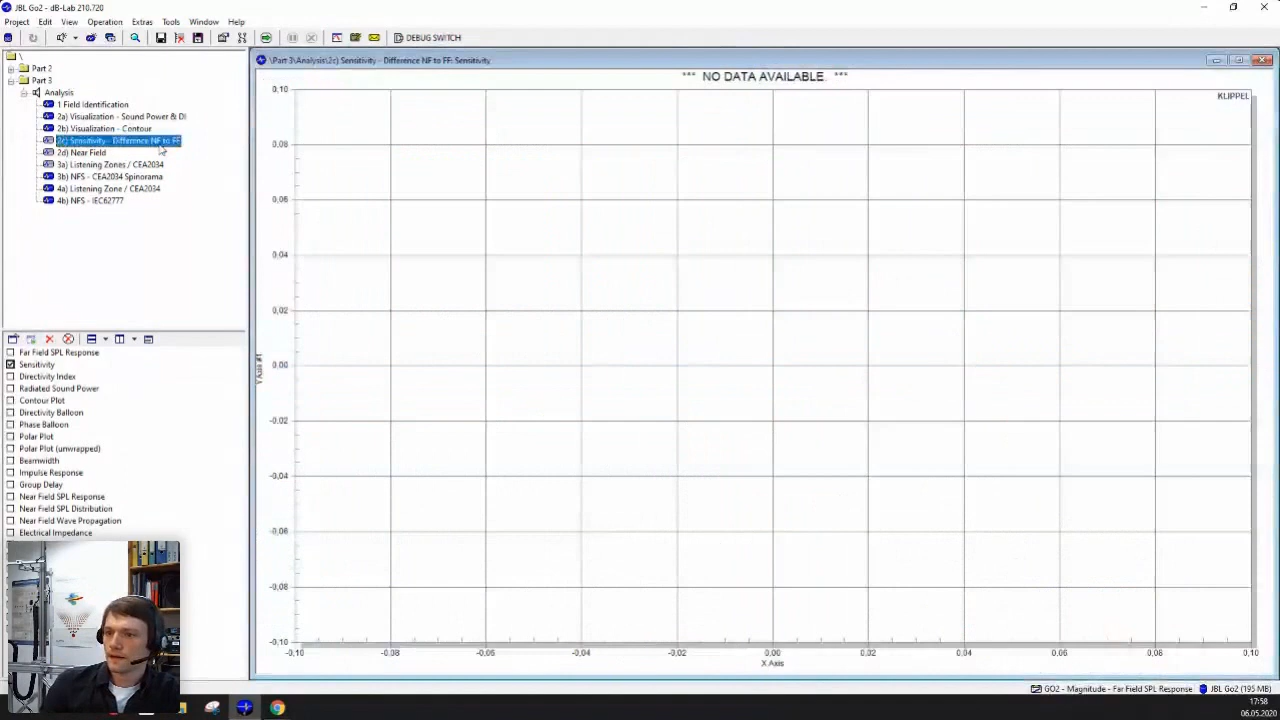 JBL Go2 - dB-Lab 210.720
Project Edit View Operation Extras Tools Window Help
DEBUG SWITCH
\
Part 2
Part 3
Analysis
1 Field Identification
2a) Visualization - Sound Power & DI
2b) Visualization - Contour
2c) Sensitivity - Difference NF to FF
2d) Near Field
3a) Listening Zones / CEA2034
3b) NFS - CEA2034 Spinorama
4a) Listening Zone / CEA2034
4b) NFS - IEC62777
Far Field SPL Response
Sensitivity
Directivity Index
Radiated Sound Power
Contour Plot
Directivity Balloon
Phase Balloon
Polar Plot
Polar Plot (unwrapped)
Beamwidth
Impulse Response
Group Delay
Near Field SPL Response
Near Field SPL Distribution
Near Field Wave Propagation
Electrical Impedance
\Part 3\Analysis\2c) Sensitivity - Difference NF to FF: Sensitivity
*** NO DATA AVAILABLE. ***
KLIPPEL
0,10
0,08
0,06
0,04
0,02
0,00
-0,02
-0,04
-0,06
-0,08
-0,10
Y Axis #1
-0,10 -0,08 -0,06 -0,04 -0,02 0,00 0,02 0,04 0,06 0,08 0,10
X Axis
GO2 - Magnitude - Far Field SPL Response JBL Go2 (195 MB)
17:58
06.05.2020